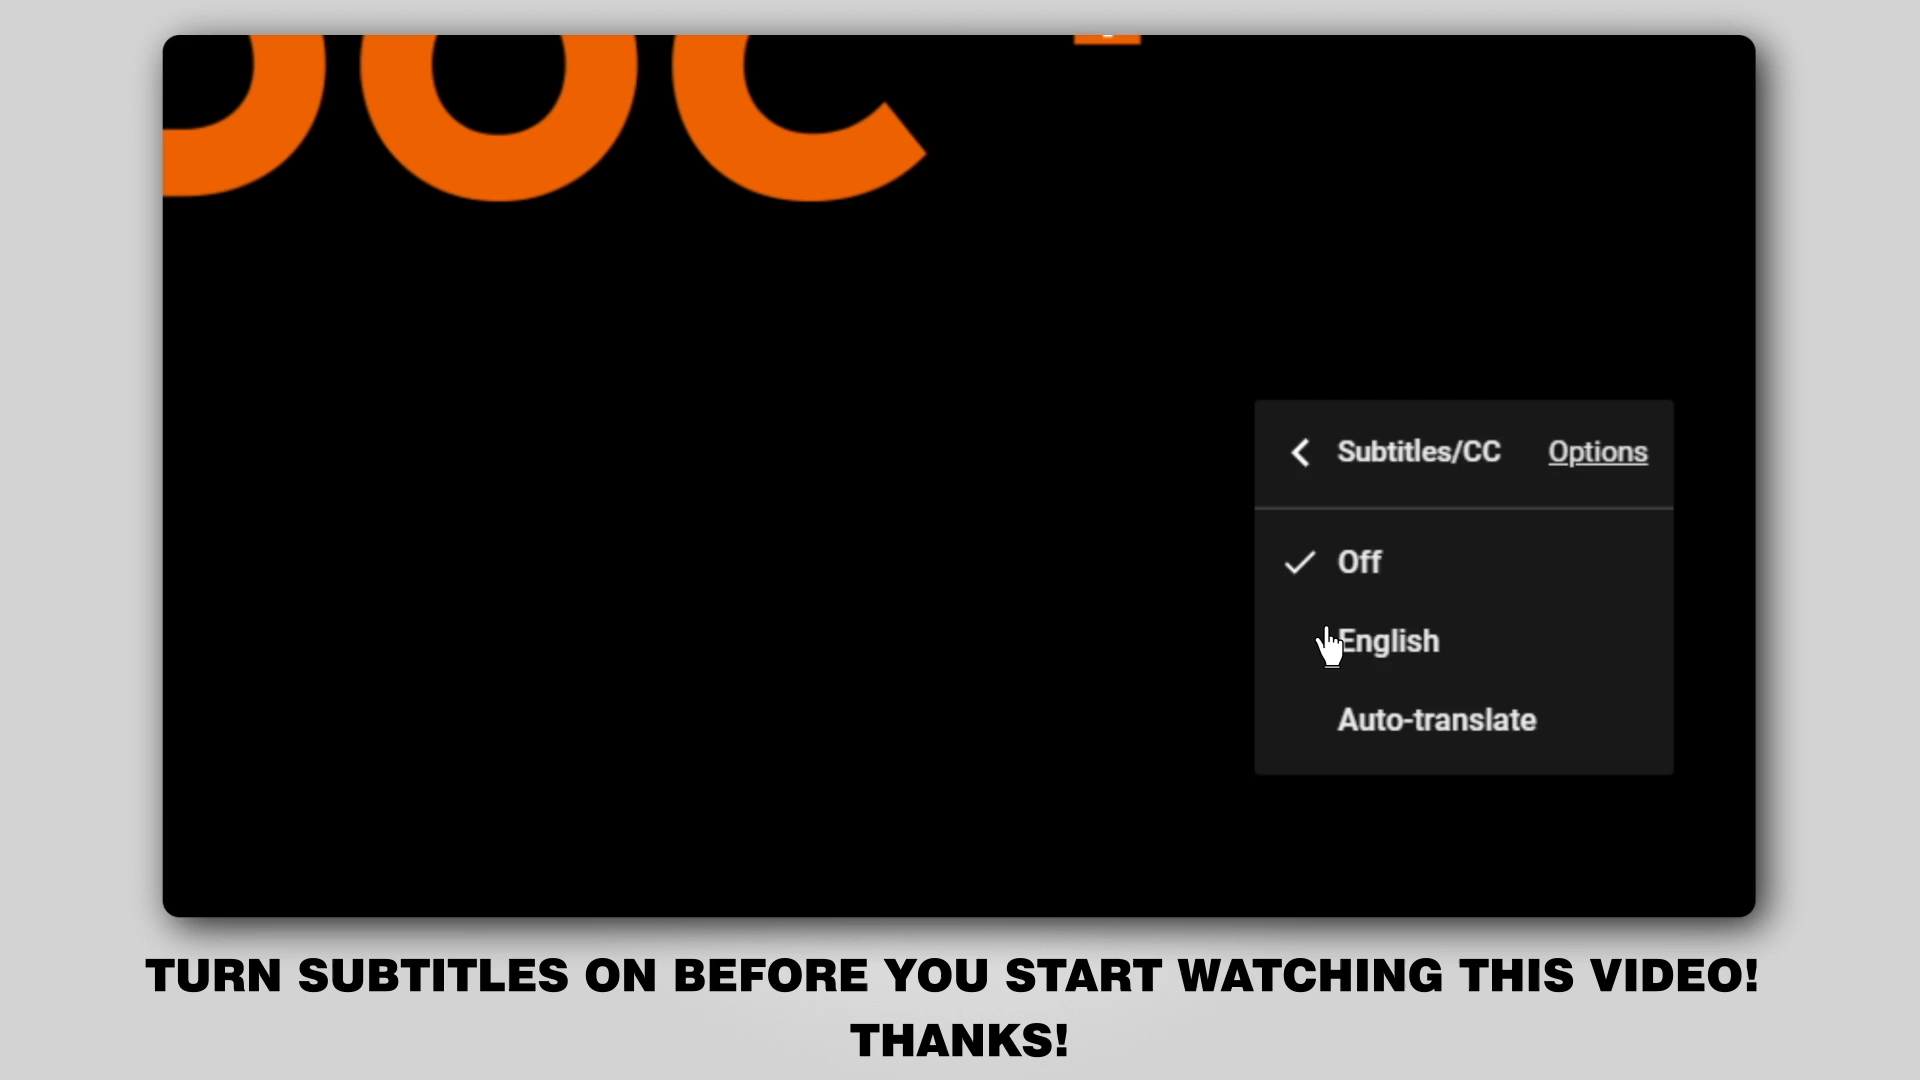 Subtitles/CC Options
Off
English
Auto-translate
TURN SUBTITLES ON BEFORE YOU START WATCHING THIS VIDEO!
THANKS!